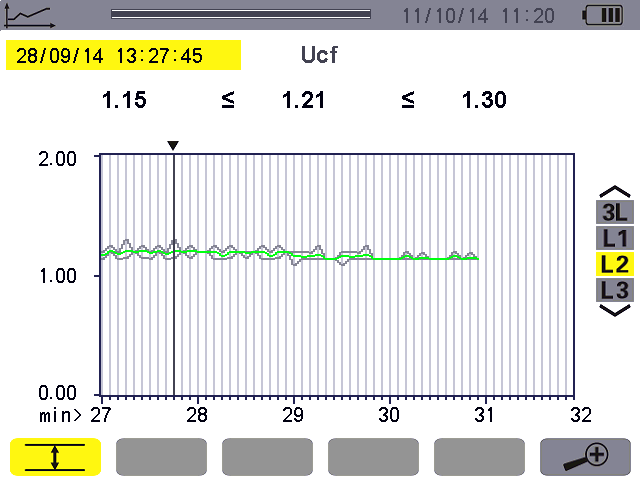 11/10/14 11:20
28/09/14 13:27:45 Ucf
1.15 ≤ 1.21 ≤ 1.30
2.00
3L
L1
1.00 L2
L3
0.00
min> 27 28 29 30 31 32